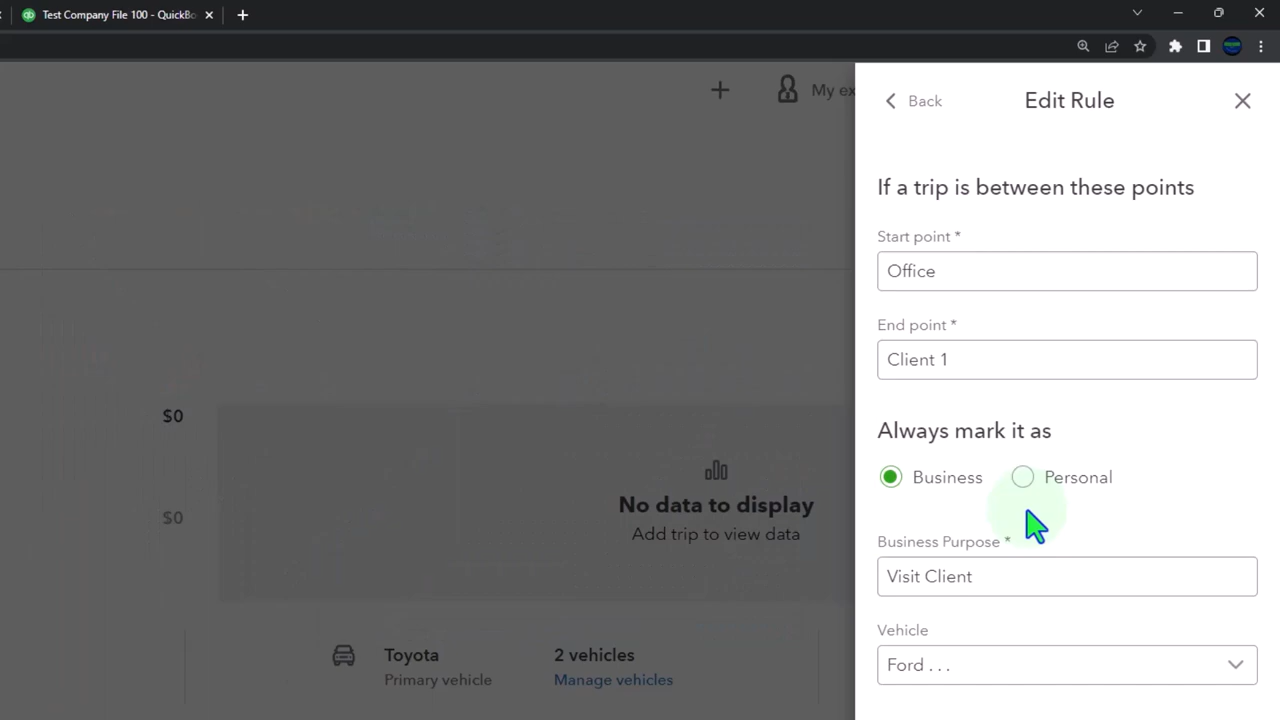 Test Company File 100 - QuickBo
My ex
Back
Edit Rule
If a trip is between these points
Start point *
Office
End point *
Client 1
Always mark it as
Business
Personal
Business Purpose *
Visit Client
Vehicle
Ford . . .
$0
$0
No data to display
Add trip to view data
Toyota
Primary vehicle
2 vehicles
Manage vehicles